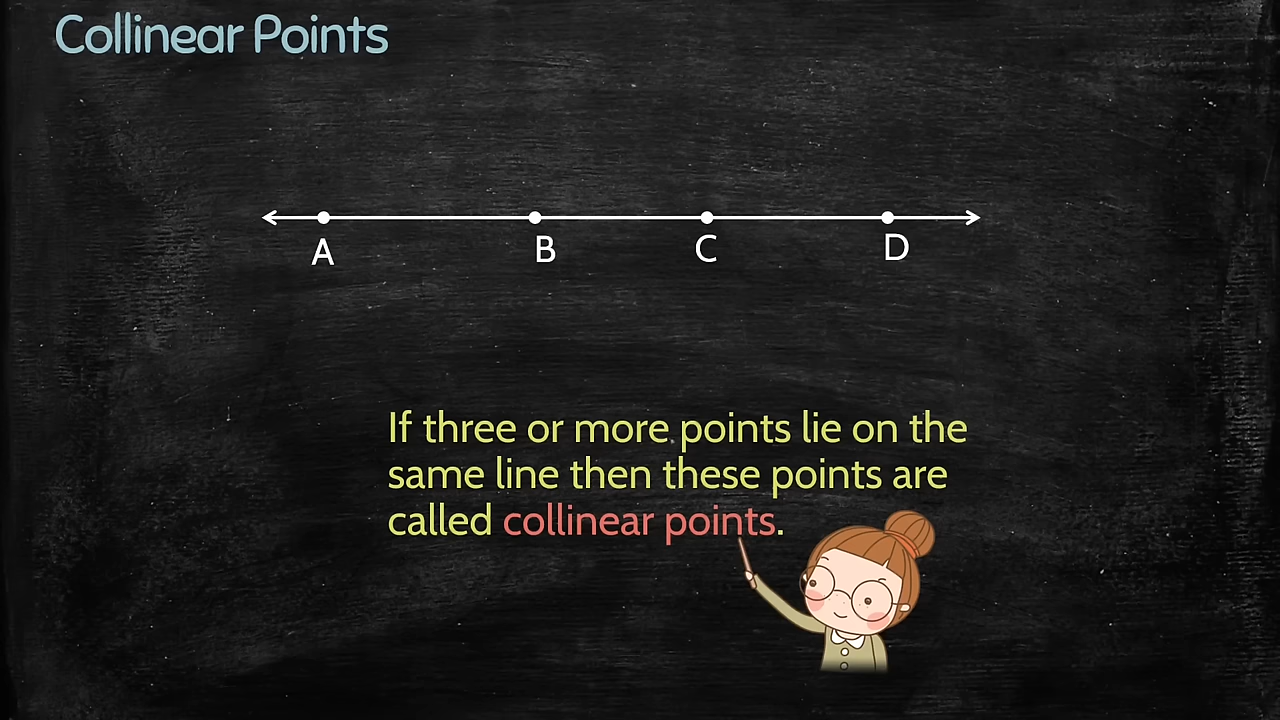 Collinear Points
A B C D
If three or more points lie on the
same line then these points are
called collinear points.